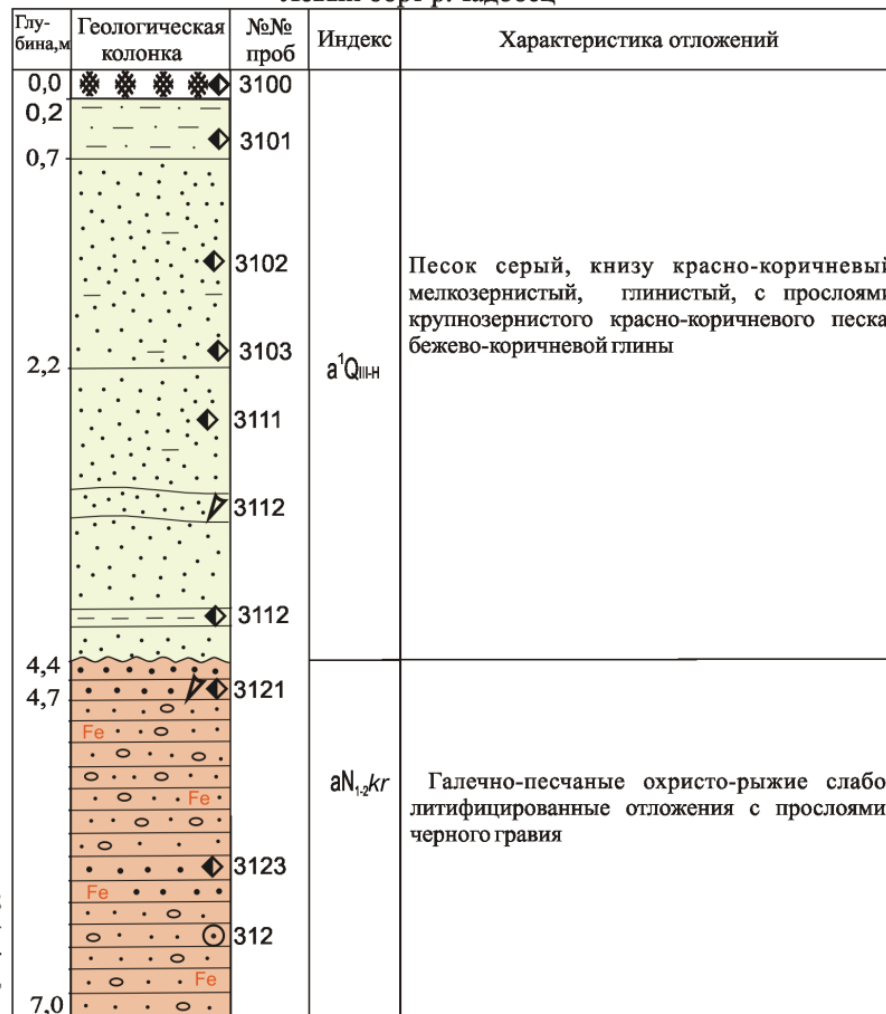 Левый борт р. Чадобец
Глу-
бина,м
Геологическая
колонка
№№
проб
Индекс
Характеристика отложений
0,0
3100
0,2
3101
0,7
3102
3103
2,2
3111
3112
3112
4,4
4,7
3121
Fe
Fe
3123
Fe
312
Fe
7,0
a¹QIII-H
Песок серый, книзу красно-коричневый
мелкозернистый, глинистый, с прослоями
крупнозернистого красно-коричневого песка
бежево-коричневой глины
aN₁₋₂kr
Галечно-песчаные охристо-рыжие слабо
литифицированные отложения с прослоями
черного гравия